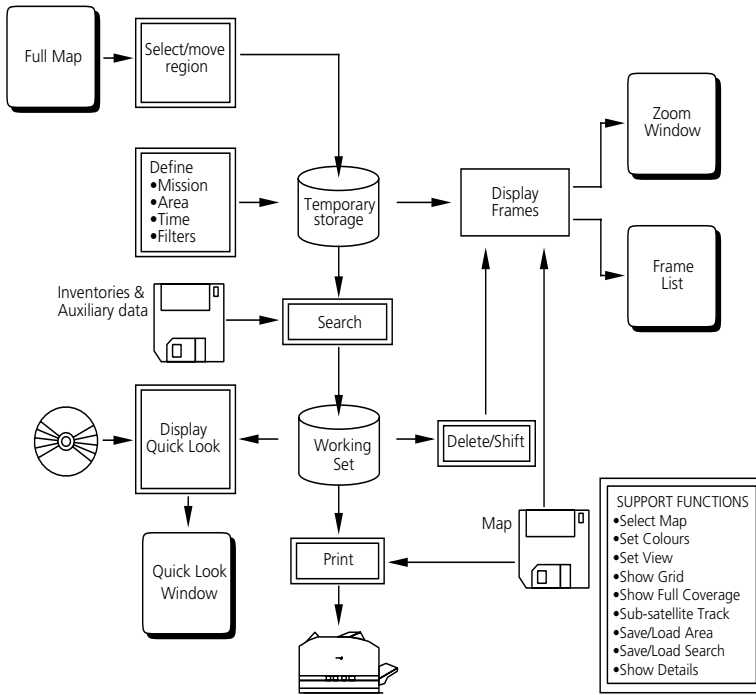 Full Map
Select/move
region
Zoom
Window
Define
•Mission
•Area
•Time
•Filters
Temporary
storage
Display
Frames
Frame
List
Inventories &
Auxiliary data
Search
Display
Quick Look
Working
Set
Delete/Shift
Map
Print
Quick Look
Window
SUPPORT FUNCTIONS
•Select Map
•Set Colours
•Set View
•Show Grid
•Show Full Coverage
•Sub-satellite Track
•Save/Load Area
•Save/Load Search
•Show Details